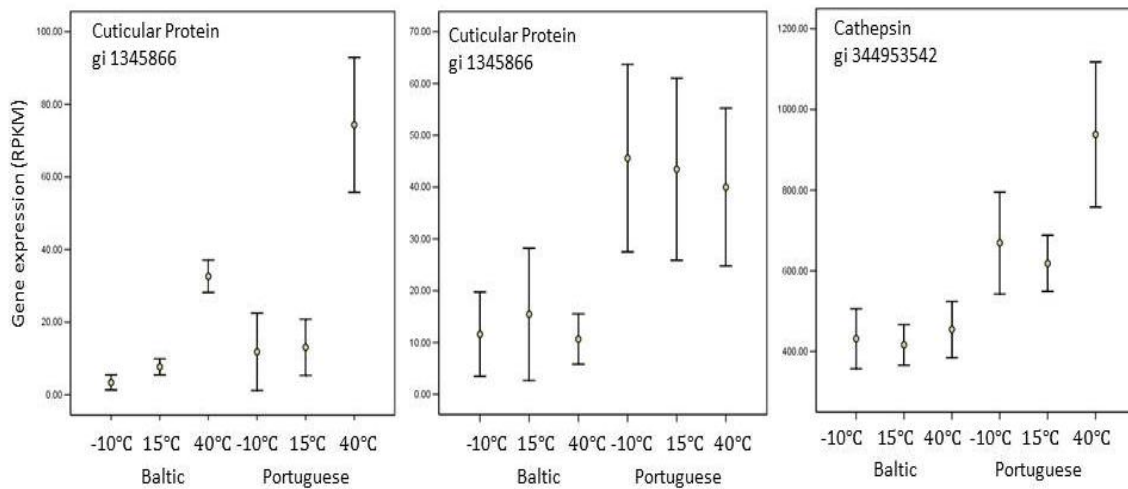 Gene expression (RPKM)
Cuticular Protein
gi 1345866
100.00
80.00
60.00
40.00
20.00
0.00
-10°C 15°C 40°C -10°C 15°C 40°C
Baltic Portuguese
Cuticular Protein
gi 1345866
70.00
60.00
50.00
40.00
30.00
20.00
10.00
0.00
-10°C 15°C 40°C -10°C 15°C 40°C
Baltic Portuguese
Cathepsin
gi 344953542
1200.00
1000.00
800.00
600.00
400.00
-10°C 15°C 40°C -10°C 15°C 40°C
Baltic Portuguese